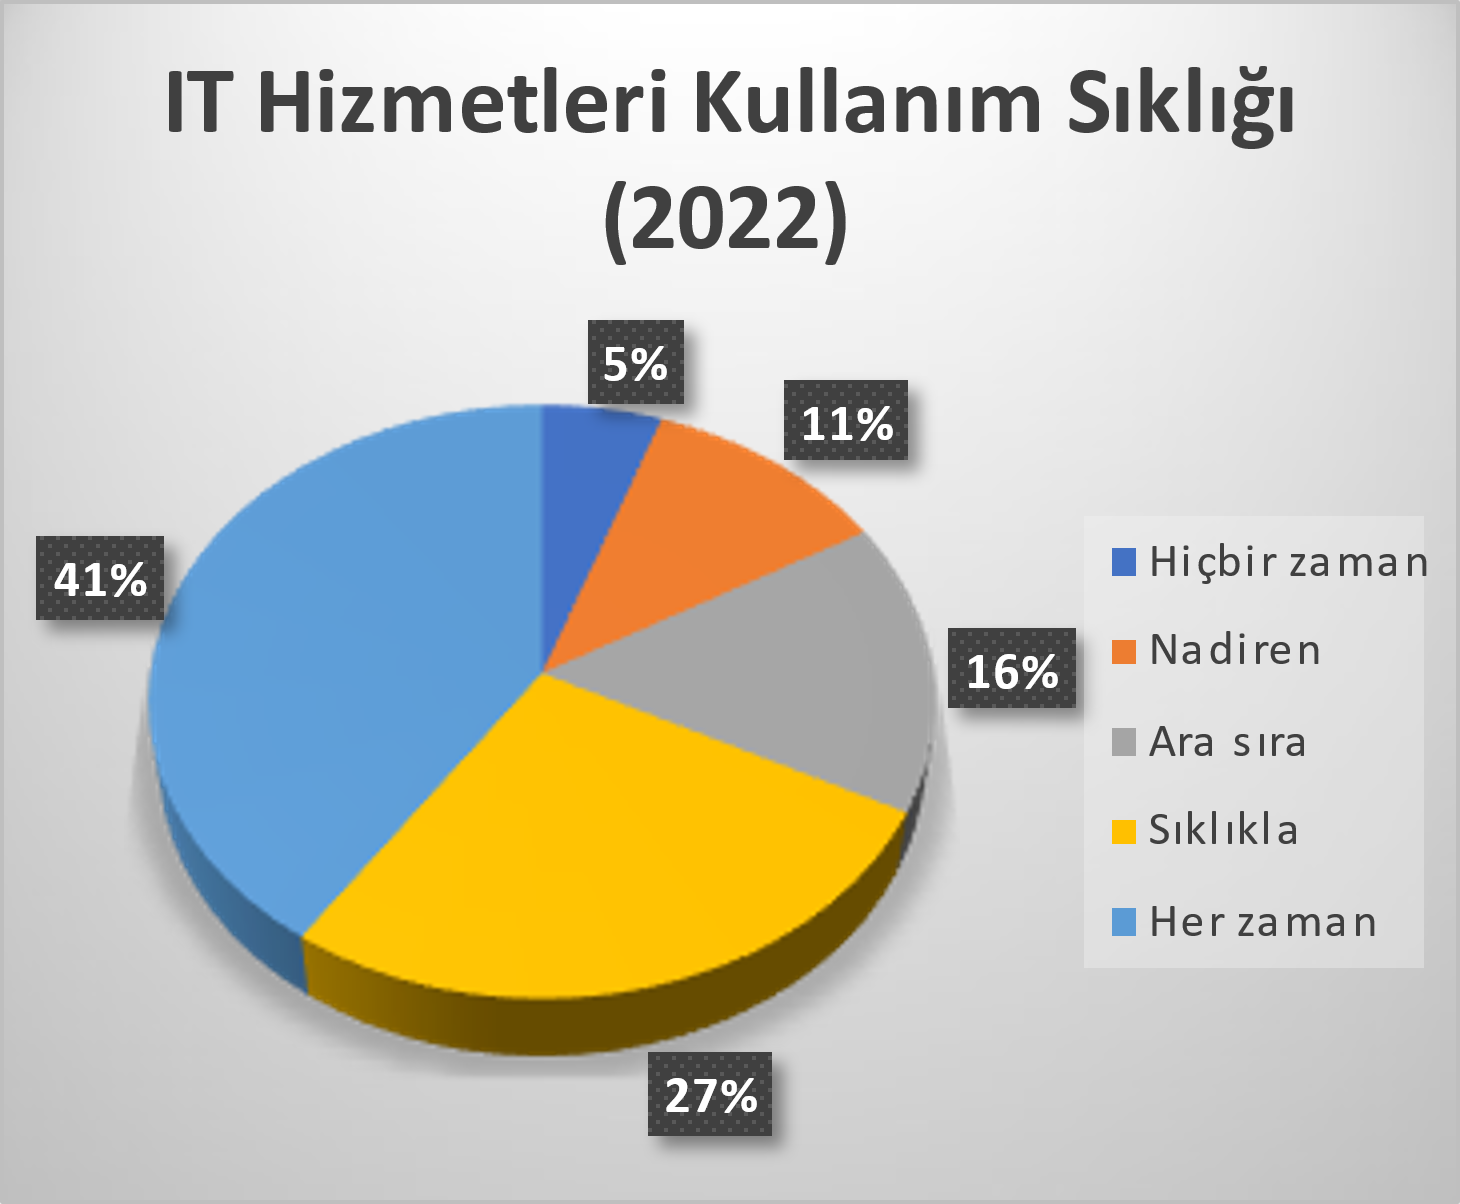 IT Hizmetleri Kullanım Sıklığı
(2022)
5%
11%
41%
16%
27%
Hiçbir zaman
Nadiren
Ara sıra
Sıklıkla
Her zaman